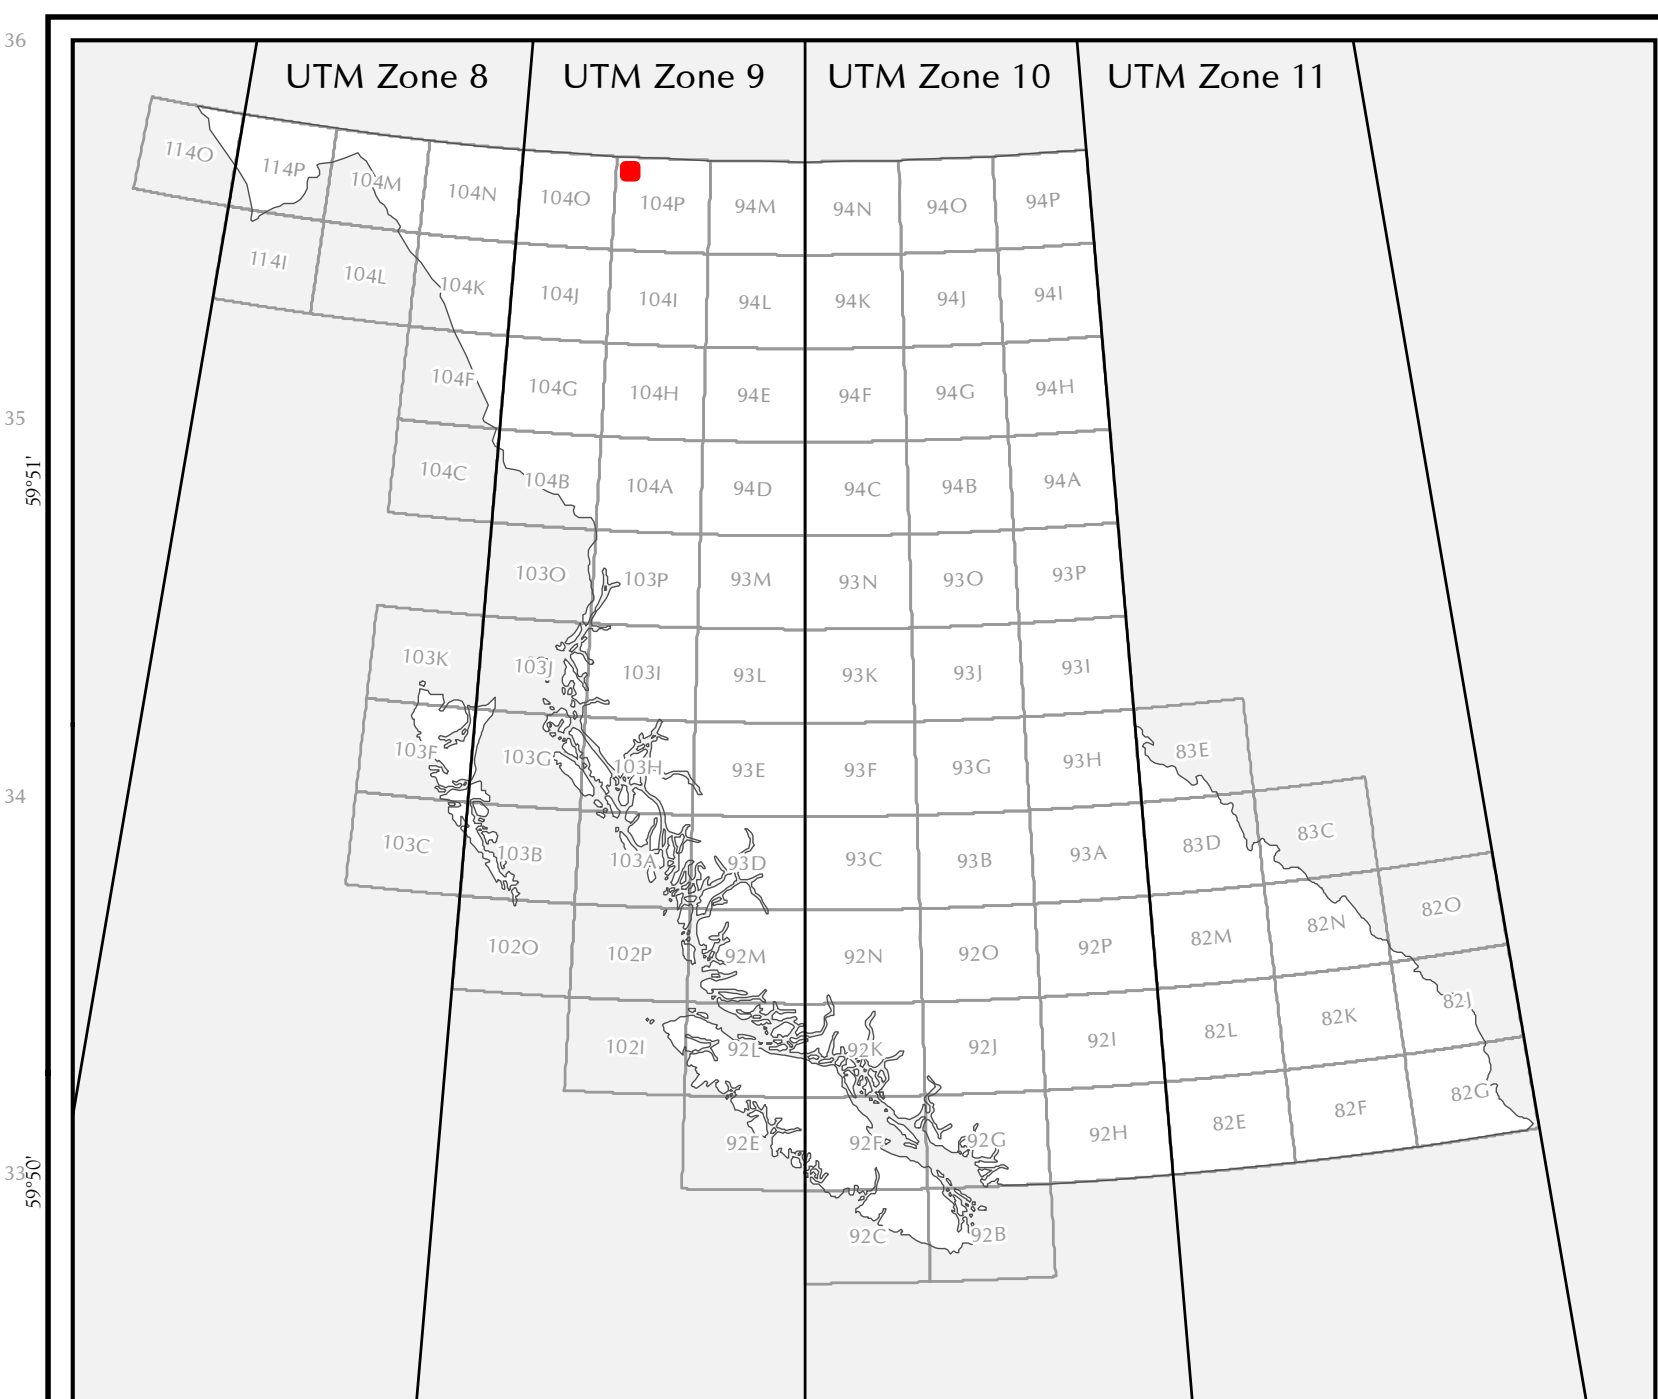 36
UTM Zone 8 UTM Zone 9 UTM Zone 10 UTM Zone 11
114O 114P 104M 104N 104O 104P 94M 94N 94O 94P
114I 104L 104K 104J 104I 94L 94K 94J 94I
104F 104G 104H 94E 94F 94G 94H
35
59°51'
104C 104B 104A 94D 94C 94B 94A
103O 103P 93M 93N 93O 93P
103K 103J 103I 93L 93K 93J 93I
103F 103G 103H 93E 93F 93G 93H 83E
34
103C 103B 103A 93D 93C 93B 93A 83D 83C
102O 102P 92M 92N 92O 92P 82M 82N 82O
102I 92L 92K 92J 92I 82L 82K 82J
92E 92F 92G 92H 82E 82F 82G
33
59°50'
92C 92B